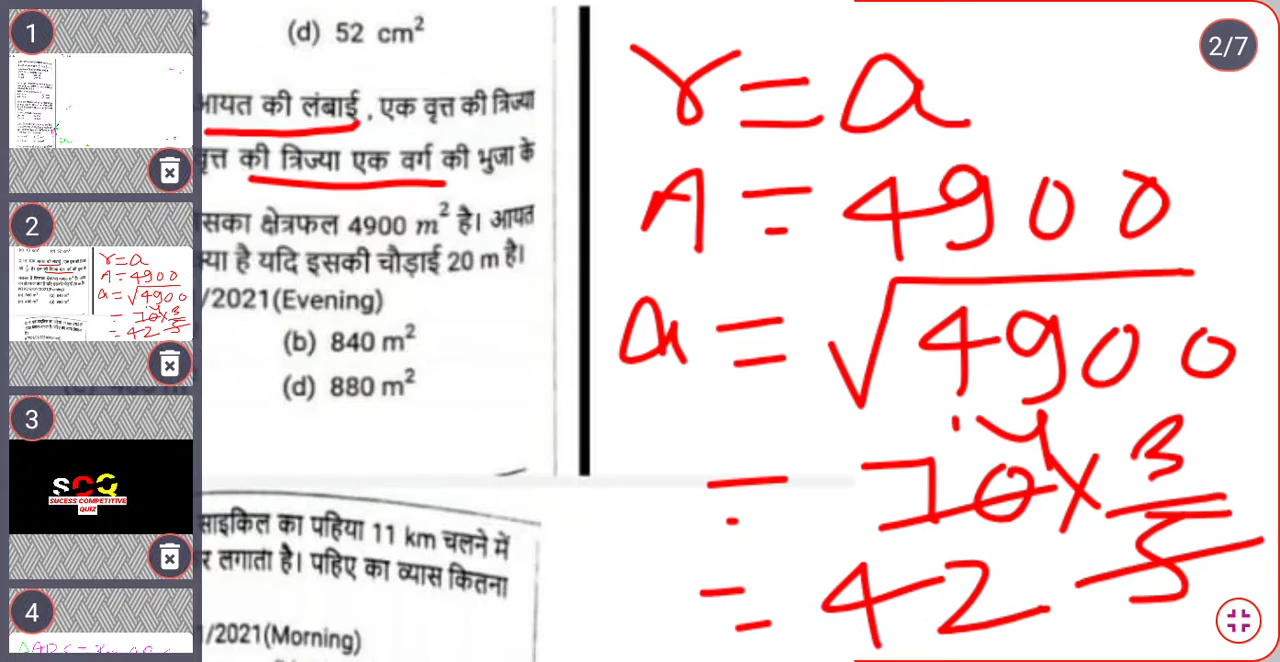 1
2
3
SCQ
SUCESS COMPETITIVE
QUIZ
4
(d) 52 cm²
आयत की लंबाई , एक वृत्त की त्रिज्या
वृत्त की त्रिज्या एक वर्ग की भुजा के
सका क्षेत्रफल 4900 m² है। आयत
क्या है यदि इसकी चौड़ाई 20 m है।
/2021(Evening)
(b) 840 m²
(d) 880 m²
साइकिल का पहिया 11 km चलने में
र लगाता है। पहिए का व्यास कितना
/2021(Morning)
2/7
r = a
A = 4900
a = √4900
= 70 × 3/5
= 42